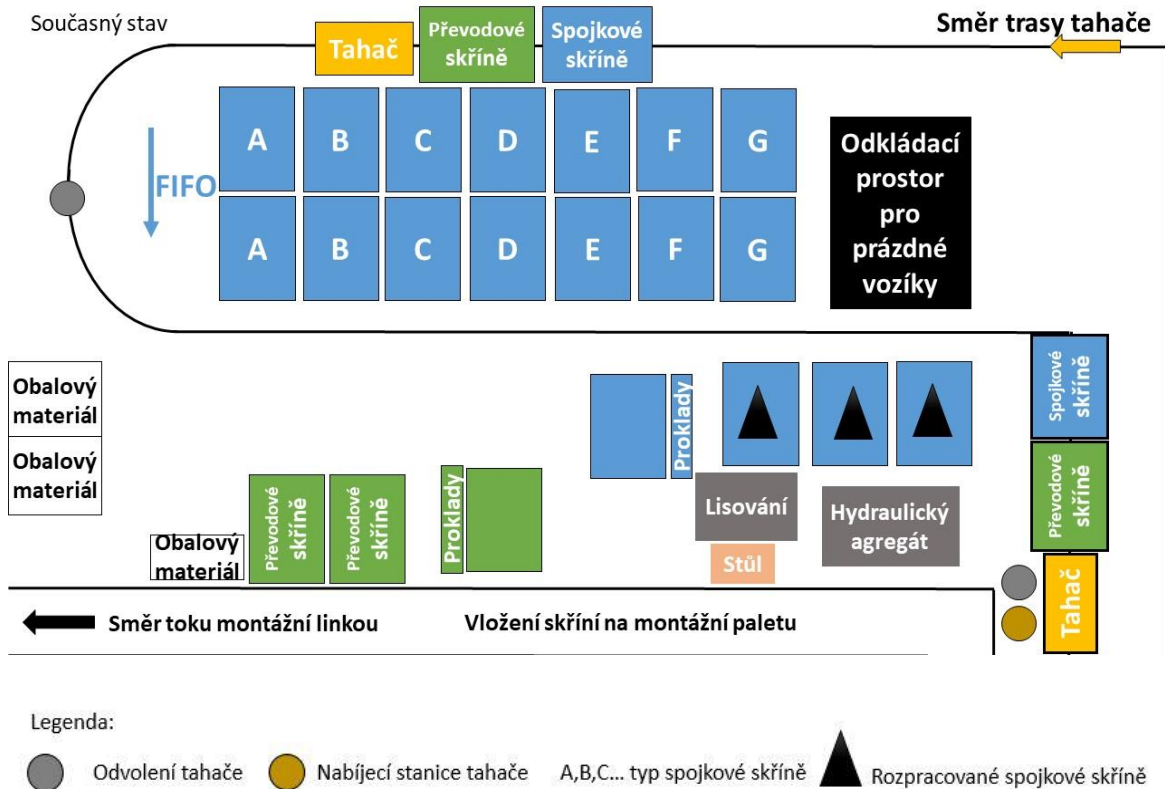 Současný stav
Směr trasy tahače
Tahač
Převodové
skříně
Spojkové
skříně
A B C D E F G
FIFO
A B C D E F G
Odkládací
prostor
pro
prázdné
vozíky
Obalový
materiál
Obalový
materiál
Obalový
materiál
Převodové
skříně
Převodové
skříně
Proklady
Proklady
Lisování
Stůl
Hydraulický
agregát
Spojkové
skříně
Převodové
skříně
Tahač
Směr toku montážní linkou
Vložení skříní na montážní paletu
Legenda:
Odvolení tahače
Nabíjecí stanice tahače
A,B,C... typ spojkové skříně
Rozpracované spojkové skříně